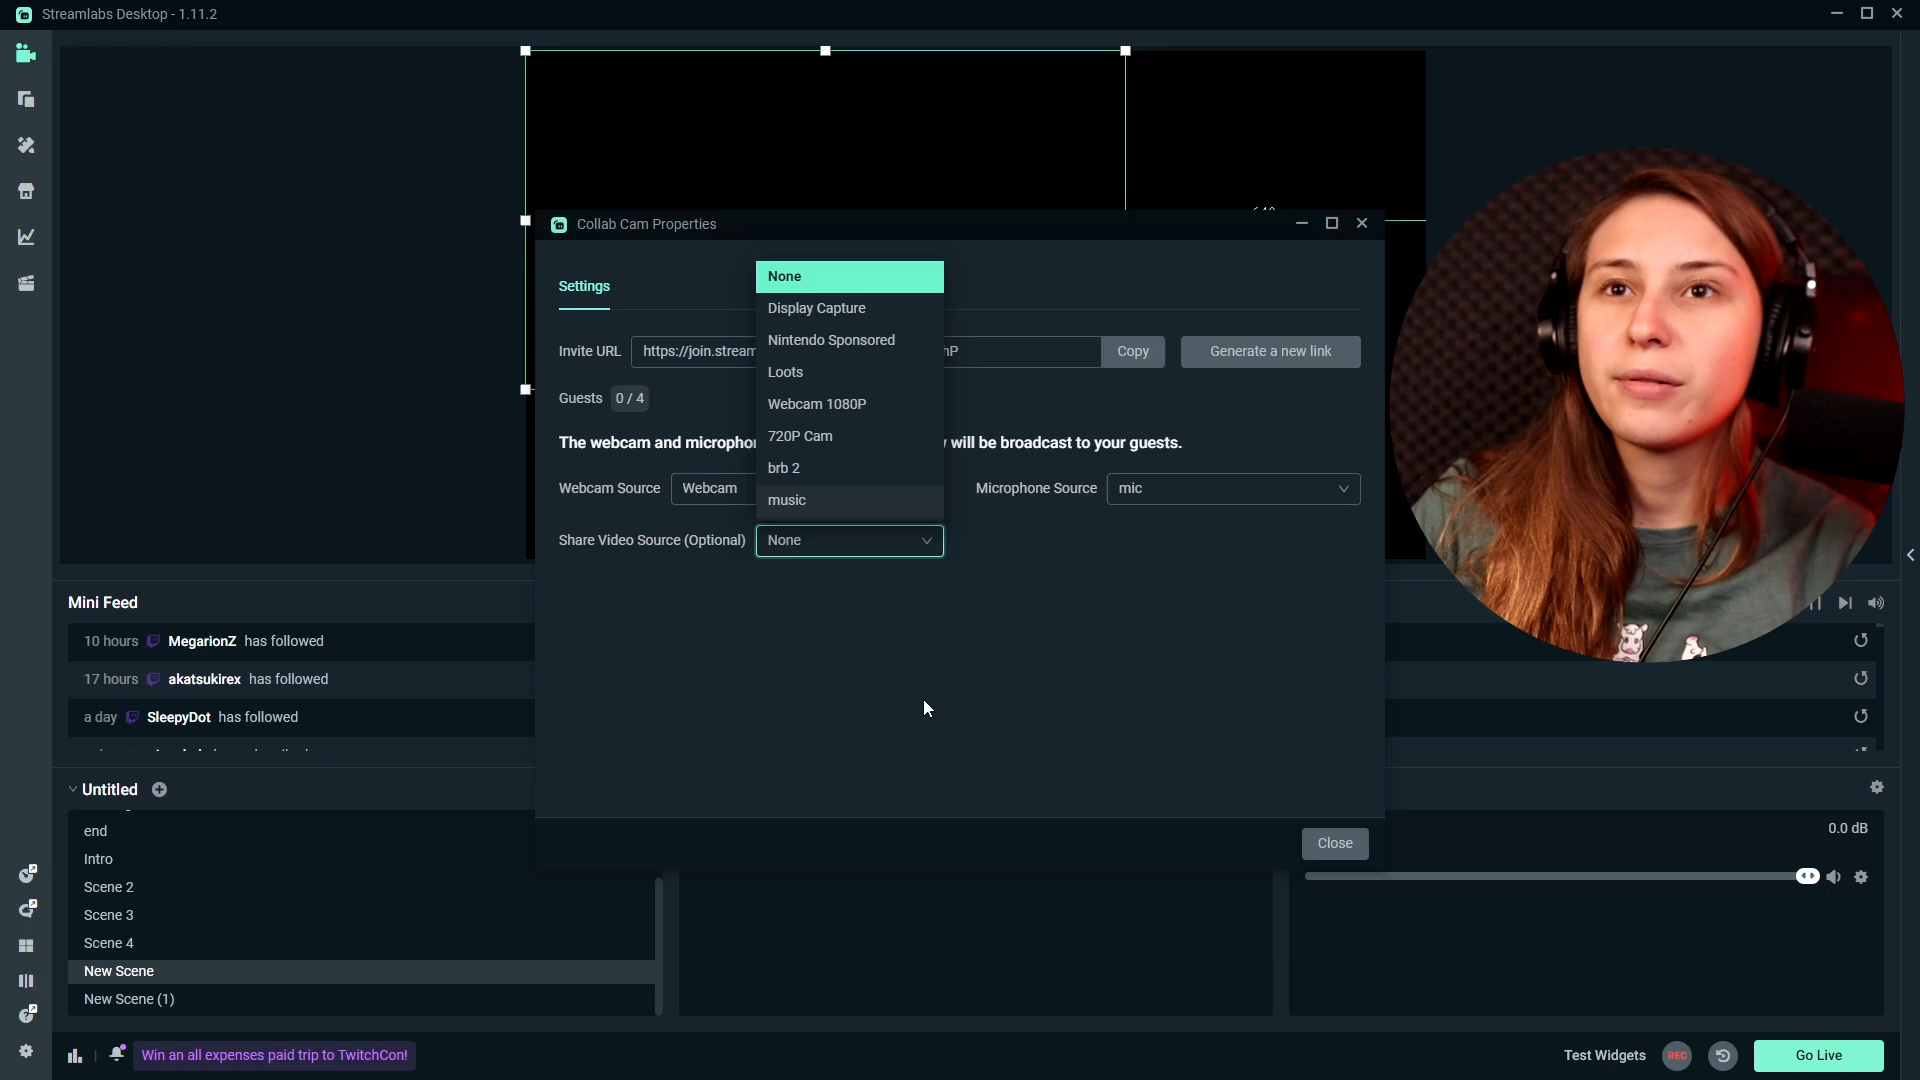 Streamlabs Desktop - 1.11.2
Collab Cam Properties
Settings
None
Display Capture
Nintendo Sponsored
Loots
Webcam 1080P
720P Cam
brb 2
music
Invite URL
https://join.stream
hP
Copy
Generate a new link
Guests 0 / 4
The webcam and
will be broadcast to your guests.
Webcam Source Webcam
Microphone Source mic
Share Video Source (Optional) None
Close
Mini Feed
10 hours MegarionZ has followed
17 hours akatsukirex has followed
a day SleepyDot has followed
Untitled
end
Intro
Scene 2
Scene 3
Scene 4
New Scene
New Scene (1)
0.0 dB
Win an all expenses paid trip to TwitchCon!
Test Widgets
REC
Go Live